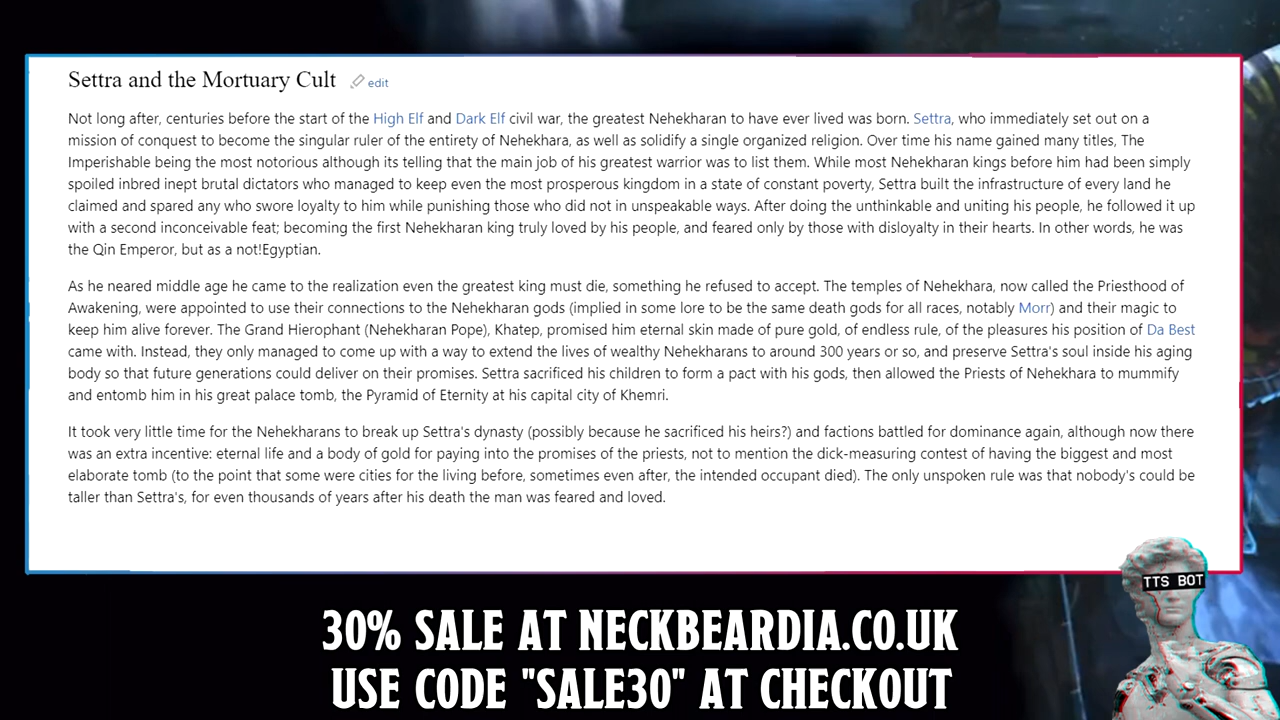 Settra and the Mortuary Cult edit
Not long after, centuries before the start of the High Elf and Dark Elf civil war, the greatest Nehekharan to have ever lived was born. Settra, who immediately set out on a
mission of conquest to become the singular ruler of the entirety of Nehekhara, as well as solidify a single organized religion. Over time his name gained many titles, The
Imperishable being the most notorious although its telling that the main job of his greatest warrior was to list them. While most Nehekharan kings before him had been simply
spoiled inbred inept brutal dictators who managed to keep even the most prosperous kingdom in a state of constant poverty, Settra built the infrastructure of every land he
claimed and spared any who swore loyalty to him while punishing those who did not in unspeakable ways. After doing the unthinkable and uniting his people, he followed it up
with a second inconceivable feat; becoming the first Nehekharan king truly loved by his people, and feared only by those with disloyalty in their hearts. In other words, he was
the Qin Emperor, but as a not!Egyptian.
As he neared middle age he came to the realization even the greatest king must die, something he refused to accept. The temples of Nehekhara, now called the Priesthood of
Awakening, were appointed to use their connections to the Nehekharan gods (implied in some lore to be the same death gods for all races, notably Morr) and their magic to
keep him alive forever. The Grand Hierophant (Nehekharan Pope), Khatep, promised him eternal skin made of pure gold, of endless rule, of the pleasures his position of Da Best
came with. Instead, they only managed to come up with a way to extend the lives of wealthy Nehekharans to around 300 years or so, and preserve Settra's soul inside his aging
body so that future generations could deliver on their promises. Settra sacrificed his children to form a pact with his gods, then allowed the Priests of Nehekhara to mummify
and entomb him in his great palace tomb, the Pyramid of Eternity at his capital city of Khemri.
It took very little time for the Nehekharans to break up Settra's dynasty (possibly because he sacrificed his heirs?) and factions battled for dominance again, although now there
was an extra incentive: eternal life and a body of gold for paying into the promises of the priests, not to mention the dick-measuring contest of having the biggest and most
elaborate tomb (to the point that some were cities for the living before, sometimes even after, the intended occupant died). The only unspoken rule was that nobody's could be
taller than Settra's, for even thousands of years after his death the man was feared and loved.
TTS BOT
30% SALE AT NECKBEARDIA.CO.UK
USE CODE "SALE30" AT CHECKOUT